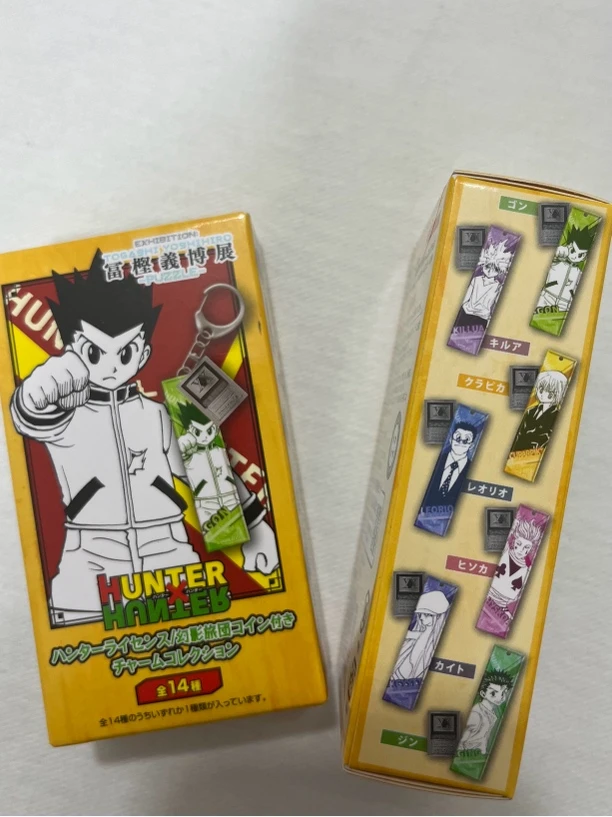 EXHIBITION:
TOGASHI YOSHIHIRO
冨樫義博展
-PUZZLE-
HUN
TER
HUNTER
×
HUNTER
GON
ハンターライセンス/幻影旅団コイン付き
チャームコレクション
全14種
全14種のうちいずれか1種類が入っています。
ゴン
GON
KILLUA
キルア
クラピカ
レオリオ
LEORIO
ヒソカ
カイト
ジン